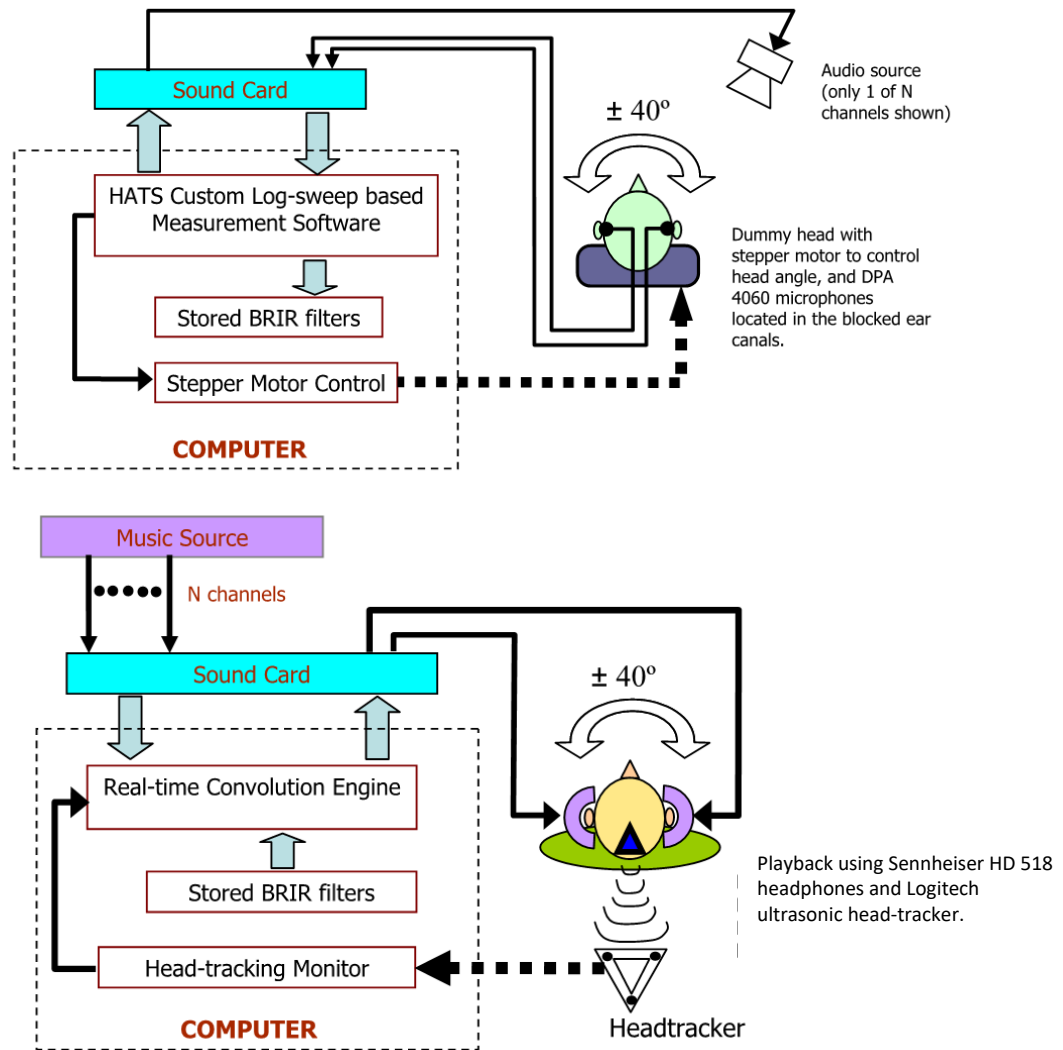 Sound Card
Audio source
(only 1 of N
channels shown)
± 40º
HATS Custom Log-sweep based
Measurement Software
Dummy head with
stepper motor to control
head angle, and DPA
4060 microphones
located in the blocked ear
canals.
Stored BRIR filters
Stepper Motor Control
COMPUTER
Music Source
N channels
Sound Card
± 40º
Real-time Convolution Engine
Stored BRIR filters
Playback using Sennheiser HD 518
headphones and Logitech
ultrasonic head-tracker.
Head-tracking Monitor
Headtracker
COMPUTER